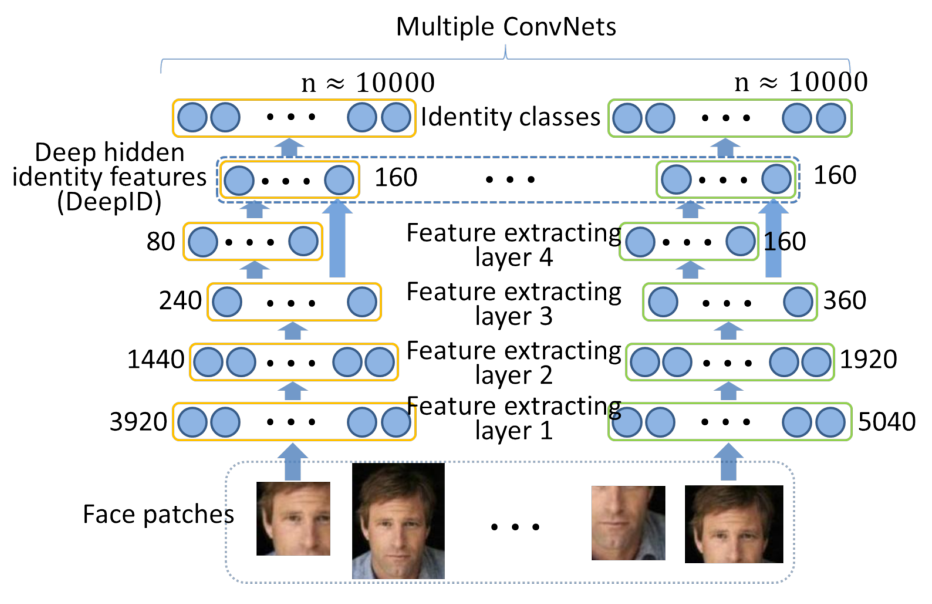 Multiple ConvNets
n ≈ 10000
n ≈ 10000
Identity classes
Deep hidden
identity features
(DeepID)
160
160
80
Feature extracting
layer 4
160
240
Feature extracting
layer 3
360
1440
Feature extracting
layer 2
1920
3920
Feature extracting
layer 1
5040
Face patches